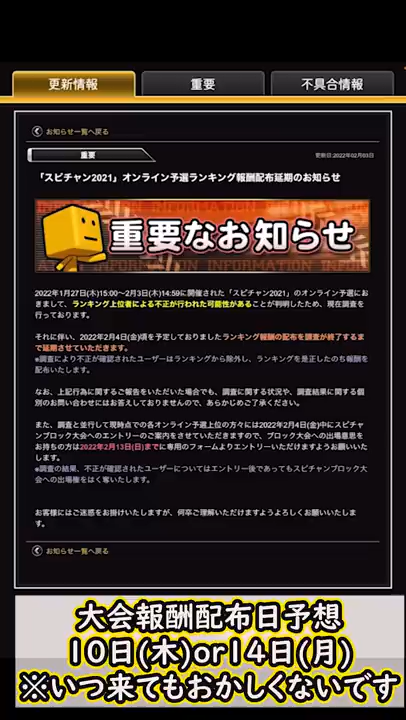 更新情報
重要
不具合情報
お知らせ一覧へ戻る
重要
更新日:2022年02月03日
「スピチャン2021」オンライン予選ランキング報酬配布延期のお知らせ
重要なお知らせ
INFORMATION INFORMATION
2022年1月27日(木)15:00〜2月3日(木)14:59に開催された「スピチャン2021」のオンライン予選にお
きまして、ランキング上位者による不正が行われた可能性があることが判明したため、現在調査を
行っております。
それに伴い、2022年2月4日(金)頃を予定しておりましたランキング報酬の配布を調査が終了するま
で延期させていただきます。
※調査により不正が確認されたユーザーはランキングから除外し、ランキングを是正したのち報酬を
配布いたします。
なお、上記行為に関するご報告をいただいた場合でも、調査に関する状況や、調査結果に関する個
別のお問い合わせにはお答えしておりませんので、あらかじめご了承ください。
また、調査と並行して現時点での各オンライン予選上位の方々には2022年2月4日(金)中にスピチ
ャンブロック大会へのエントリーのご案内をさせていただきますので、ブロック大会への出場意思を
お持ちの方は2022年2月13日(日)までに専用のフォームよりエントリーいただけますようお願いいた
します。
※調査の結果、不正が確認されたユーザーについてはエントリー後であってもスピチャンブロック大
会への出場権をはく奪いたします。
お客様にはご迷惑をお掛けいたしますが、何卒ご理解いただけますようよろしくお願いいたしま
す。
お知らせ一覧へ戻る
大会報酬配布日予想
10日(木)or14日(月)
※いつ来てもおかしくないです